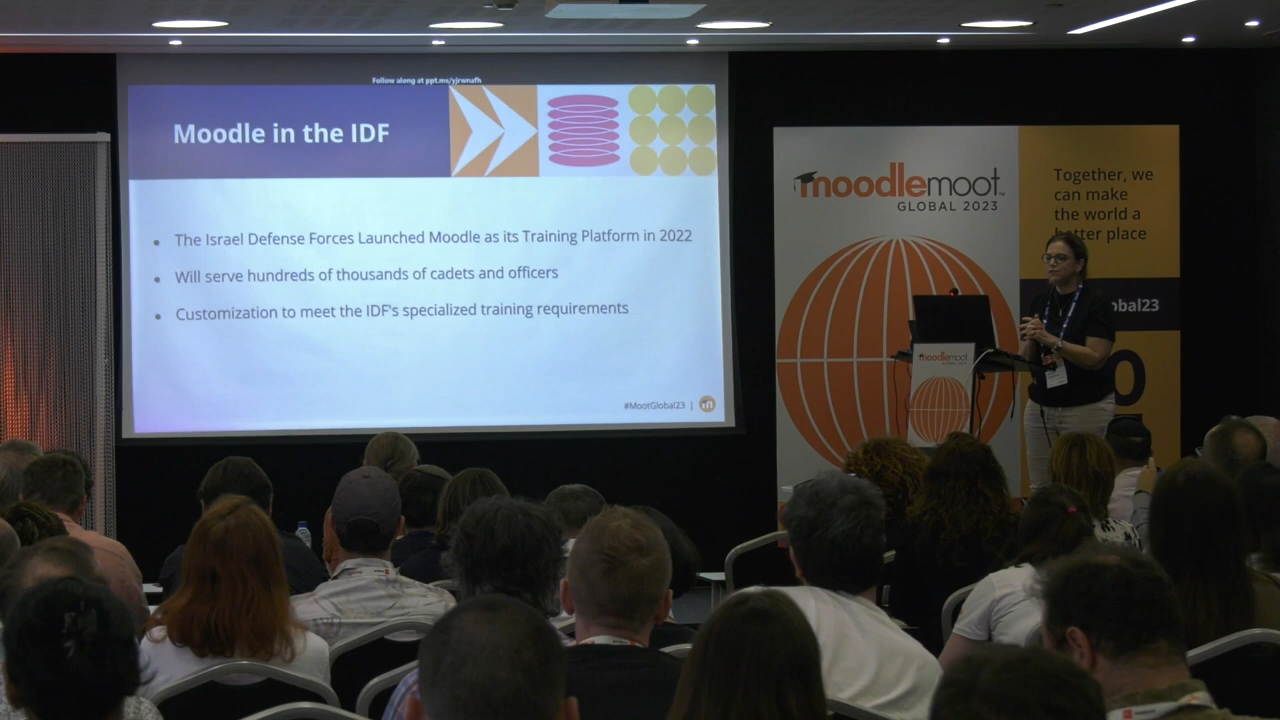 Follow along at ppt.ms/yjrwnafh
Moodle in the IDF
The Israel Defense Forces Launched Moodle as its Training Platform in 2022
Will serve hundreds of thousands of cadets and officers
Customization to meet the IDF's specialized training requirements
#MootGlobal23 |
moodlemoot
GLOBAL 2023
Together, we
can make
the world a
better place
obal23
moodlemoot